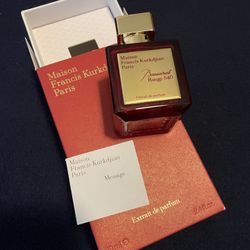 Maison
Francis Kurkdjian
Paris
Maison
Francis Kurkdjian
Paris
Baccarat
Rouge 540
Extrait de parfum
Maison
Francis Kurkdjian
Paris
Message
Extrait de parfum